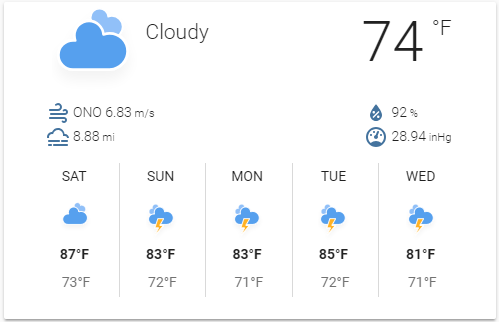 Cloudy
74 °F
ONO 6.83 m/s
92 %
8.88 mi
28.94 inHg
SAT SUN MON TUE WED
87°F 83°F 83°F 85°F 81°F
73°F 72°F 71°F 72°F 71°F